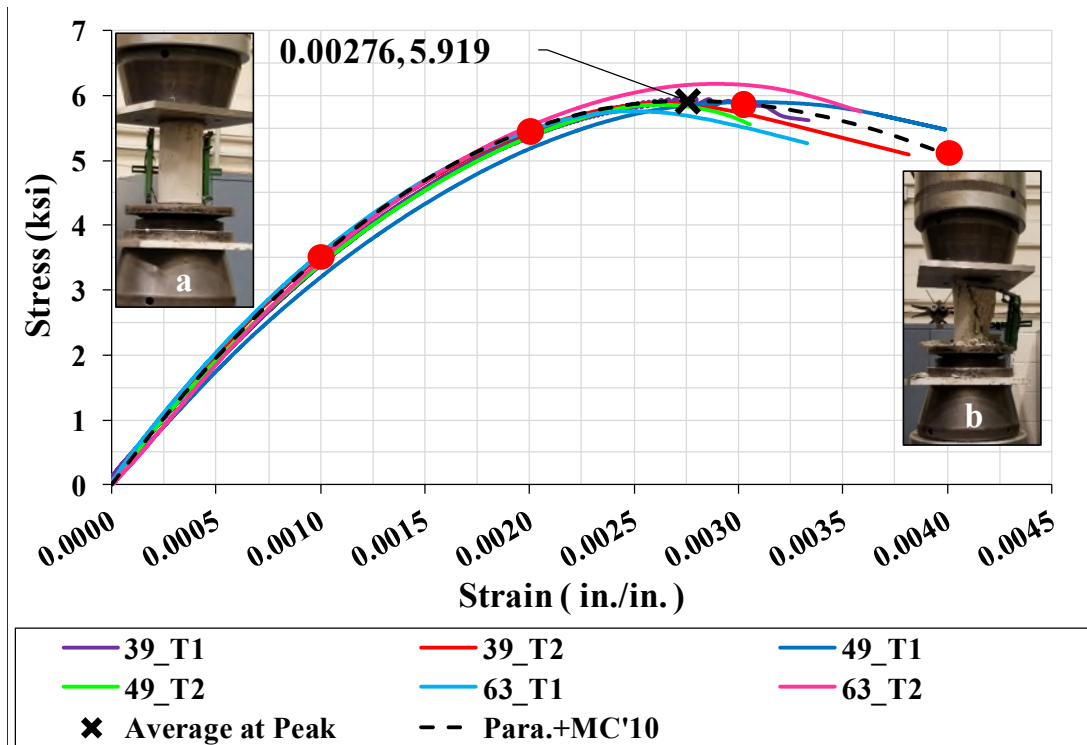 7
6
5
4
3
2
1
0
Stress (ksi)
0.00276,5.919
a
b
0.0000
0.0005
0.0010
0.0015
0.0020
0.0025
0.0030
0.0035
0.0040
0.0045
Strain ( in./in. )
39_T1 39_T2 49_T1
49_T2 63_T1 63_T2
Average at Peak Para.+MC'10